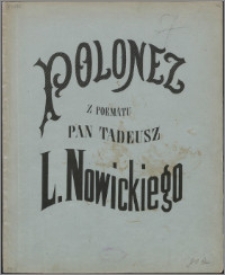 POLONEZ
Z POEMATU
PAN TADEUSZ
L. Nowickiego